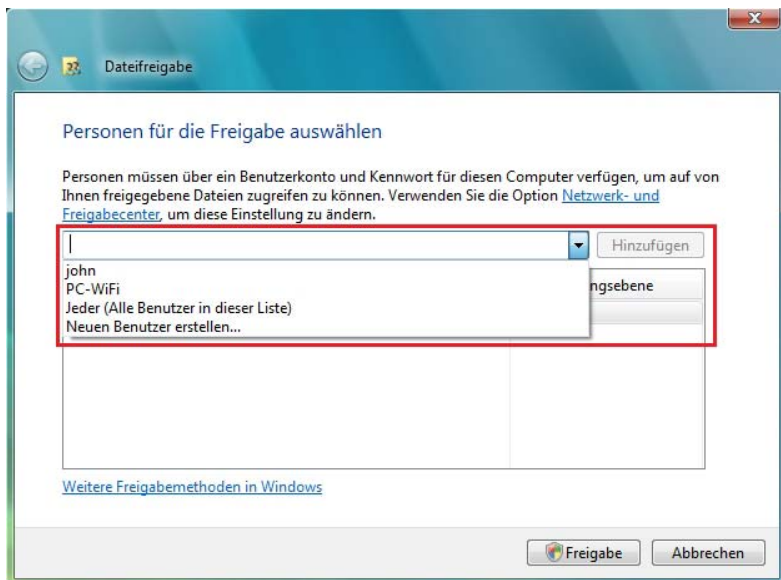 Dateifreigabe
Personen für die Freigabe auswählen
Personen müssen über ein Benutzerkonto und Kennwort für diesen Computer verfügen, um auf von
Ihnen freigegebene Dateien zugreifen zu können. Verwenden Sie die Option Netzwerk- und
Freigabecenter, um diese Einstellung zu ändern.
Hinzufügen
john
PC-WiFi
Jeder (Alle Benutzer in dieser Liste)
Neuen Benutzer erstellen...
ngsebene
Weitere Freigabemethoden in Windows
Freigabe Abbrechen